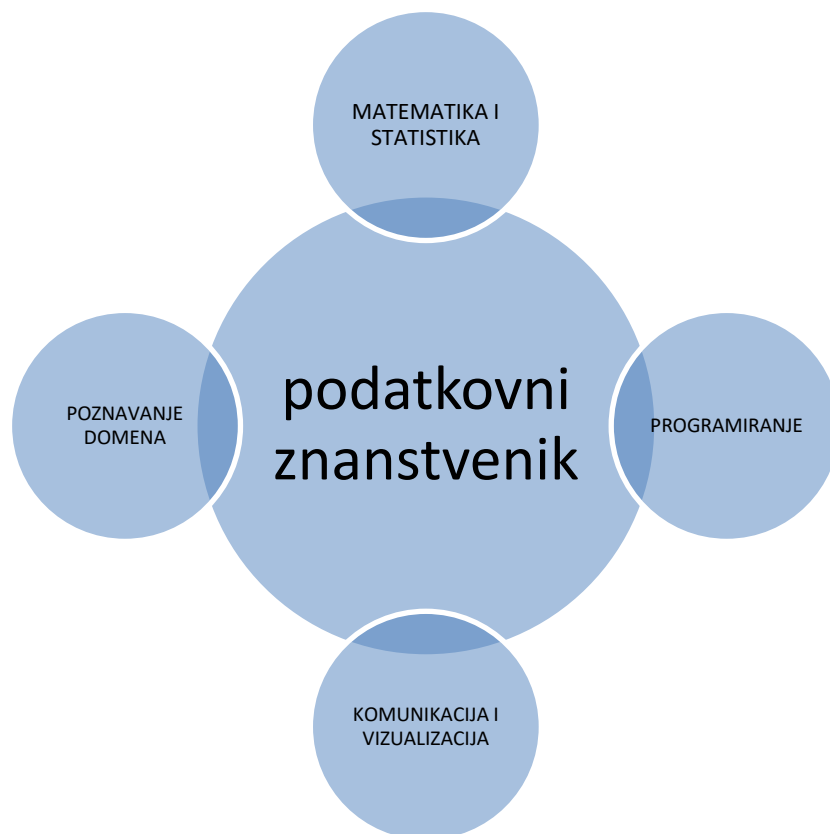 MATEMATIKA I
STATISTIKA
POZNAVANJE
DOMENA
podatkovni
znanstvenik
PROGRAMIRANJE
KOMUNIKACIJA I
VIZUALIZACIJA